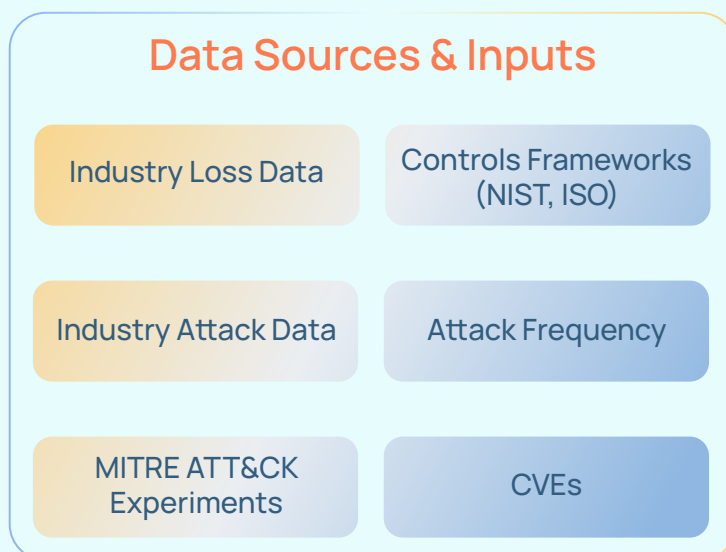 Data Sources & Inputs
Industry Loss Data
Controls Frameworks
(NIST, ISO)
Industry Attack Data
Attack Frequency
MITRE ATT&CK
Experiments
CVEs